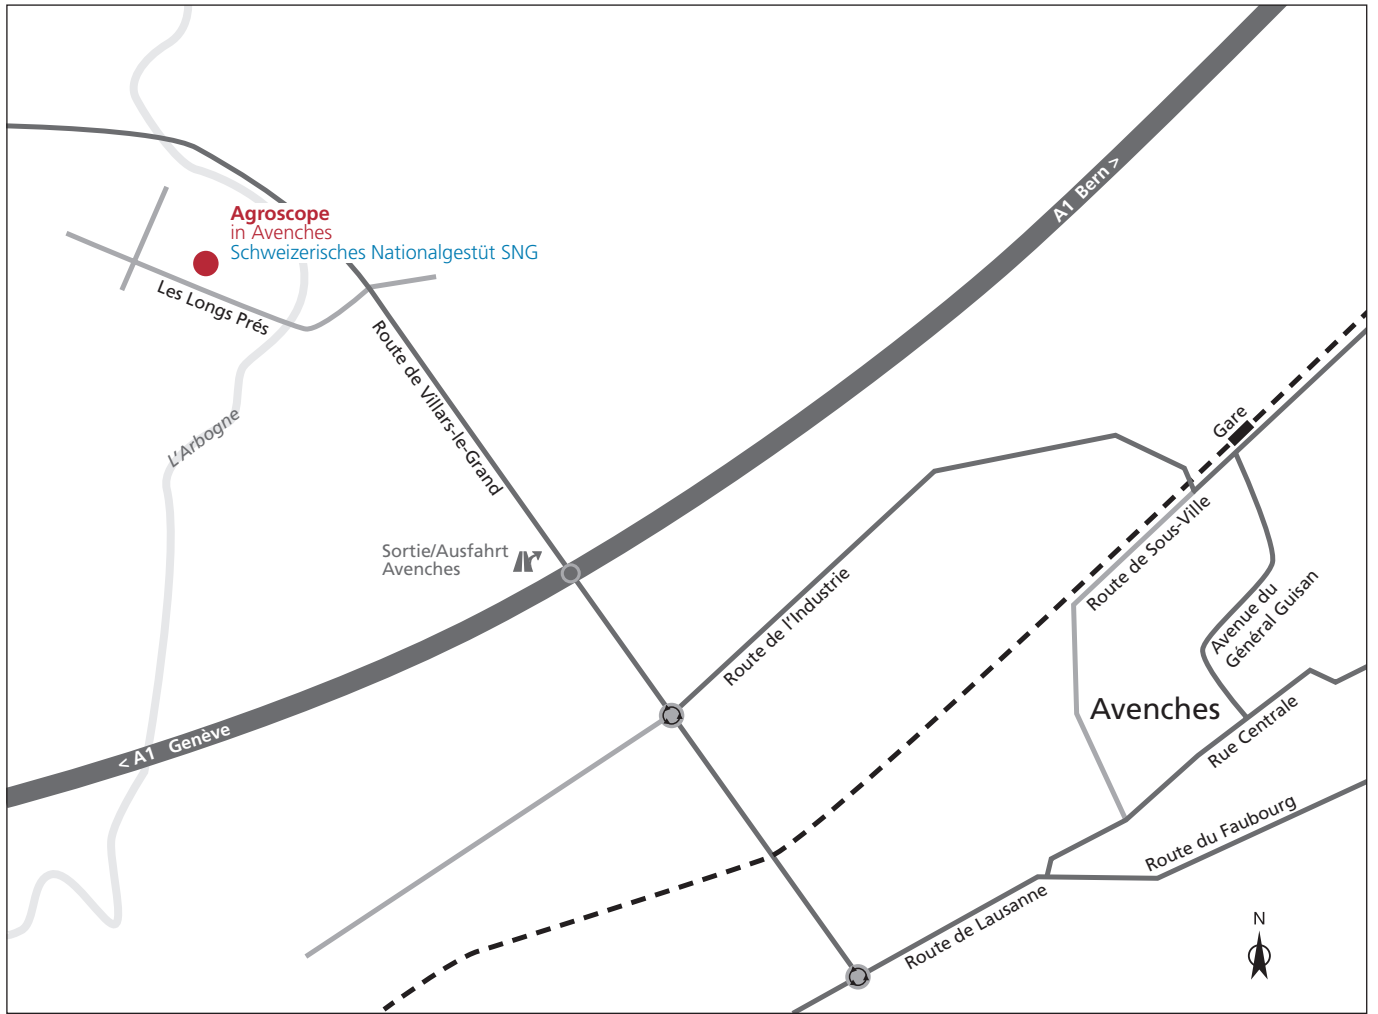 Agroscope
in Avenches
Schweizerisches Nationalgestüt SNG
Les Longs Prés
Route de Villars-le-Grand
L'Arbogne
A1 Bern >
Gare
Sortie/Ausfahrt
Avenches
Route de Sous-Ville
Route de l'Industrie
Avenue du
Général Guisan
Avenches
Rue Centrale
< A1 Genève
Route du Faubourg
Route de Lausanne
N